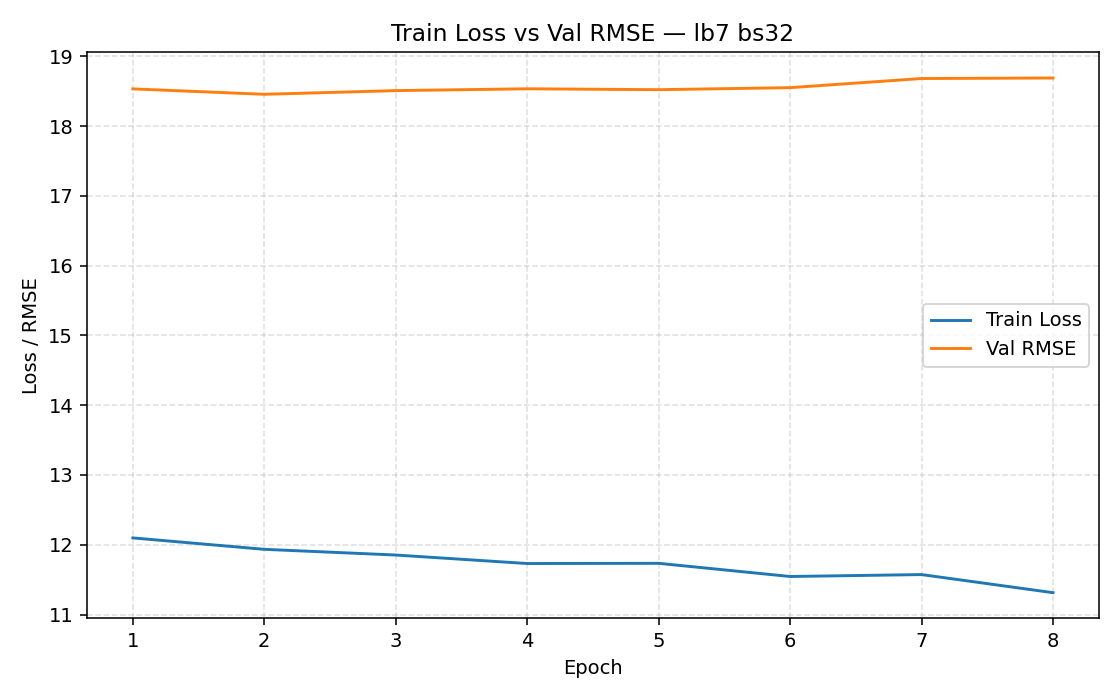 Train Loss vs Val RMSE — lb7 bs32
19
18
17
16
15
14
13
12
11
Loss / RMSE
Train Loss
Val RMSE
1 2 3 4 5 6 7 8
Epoch